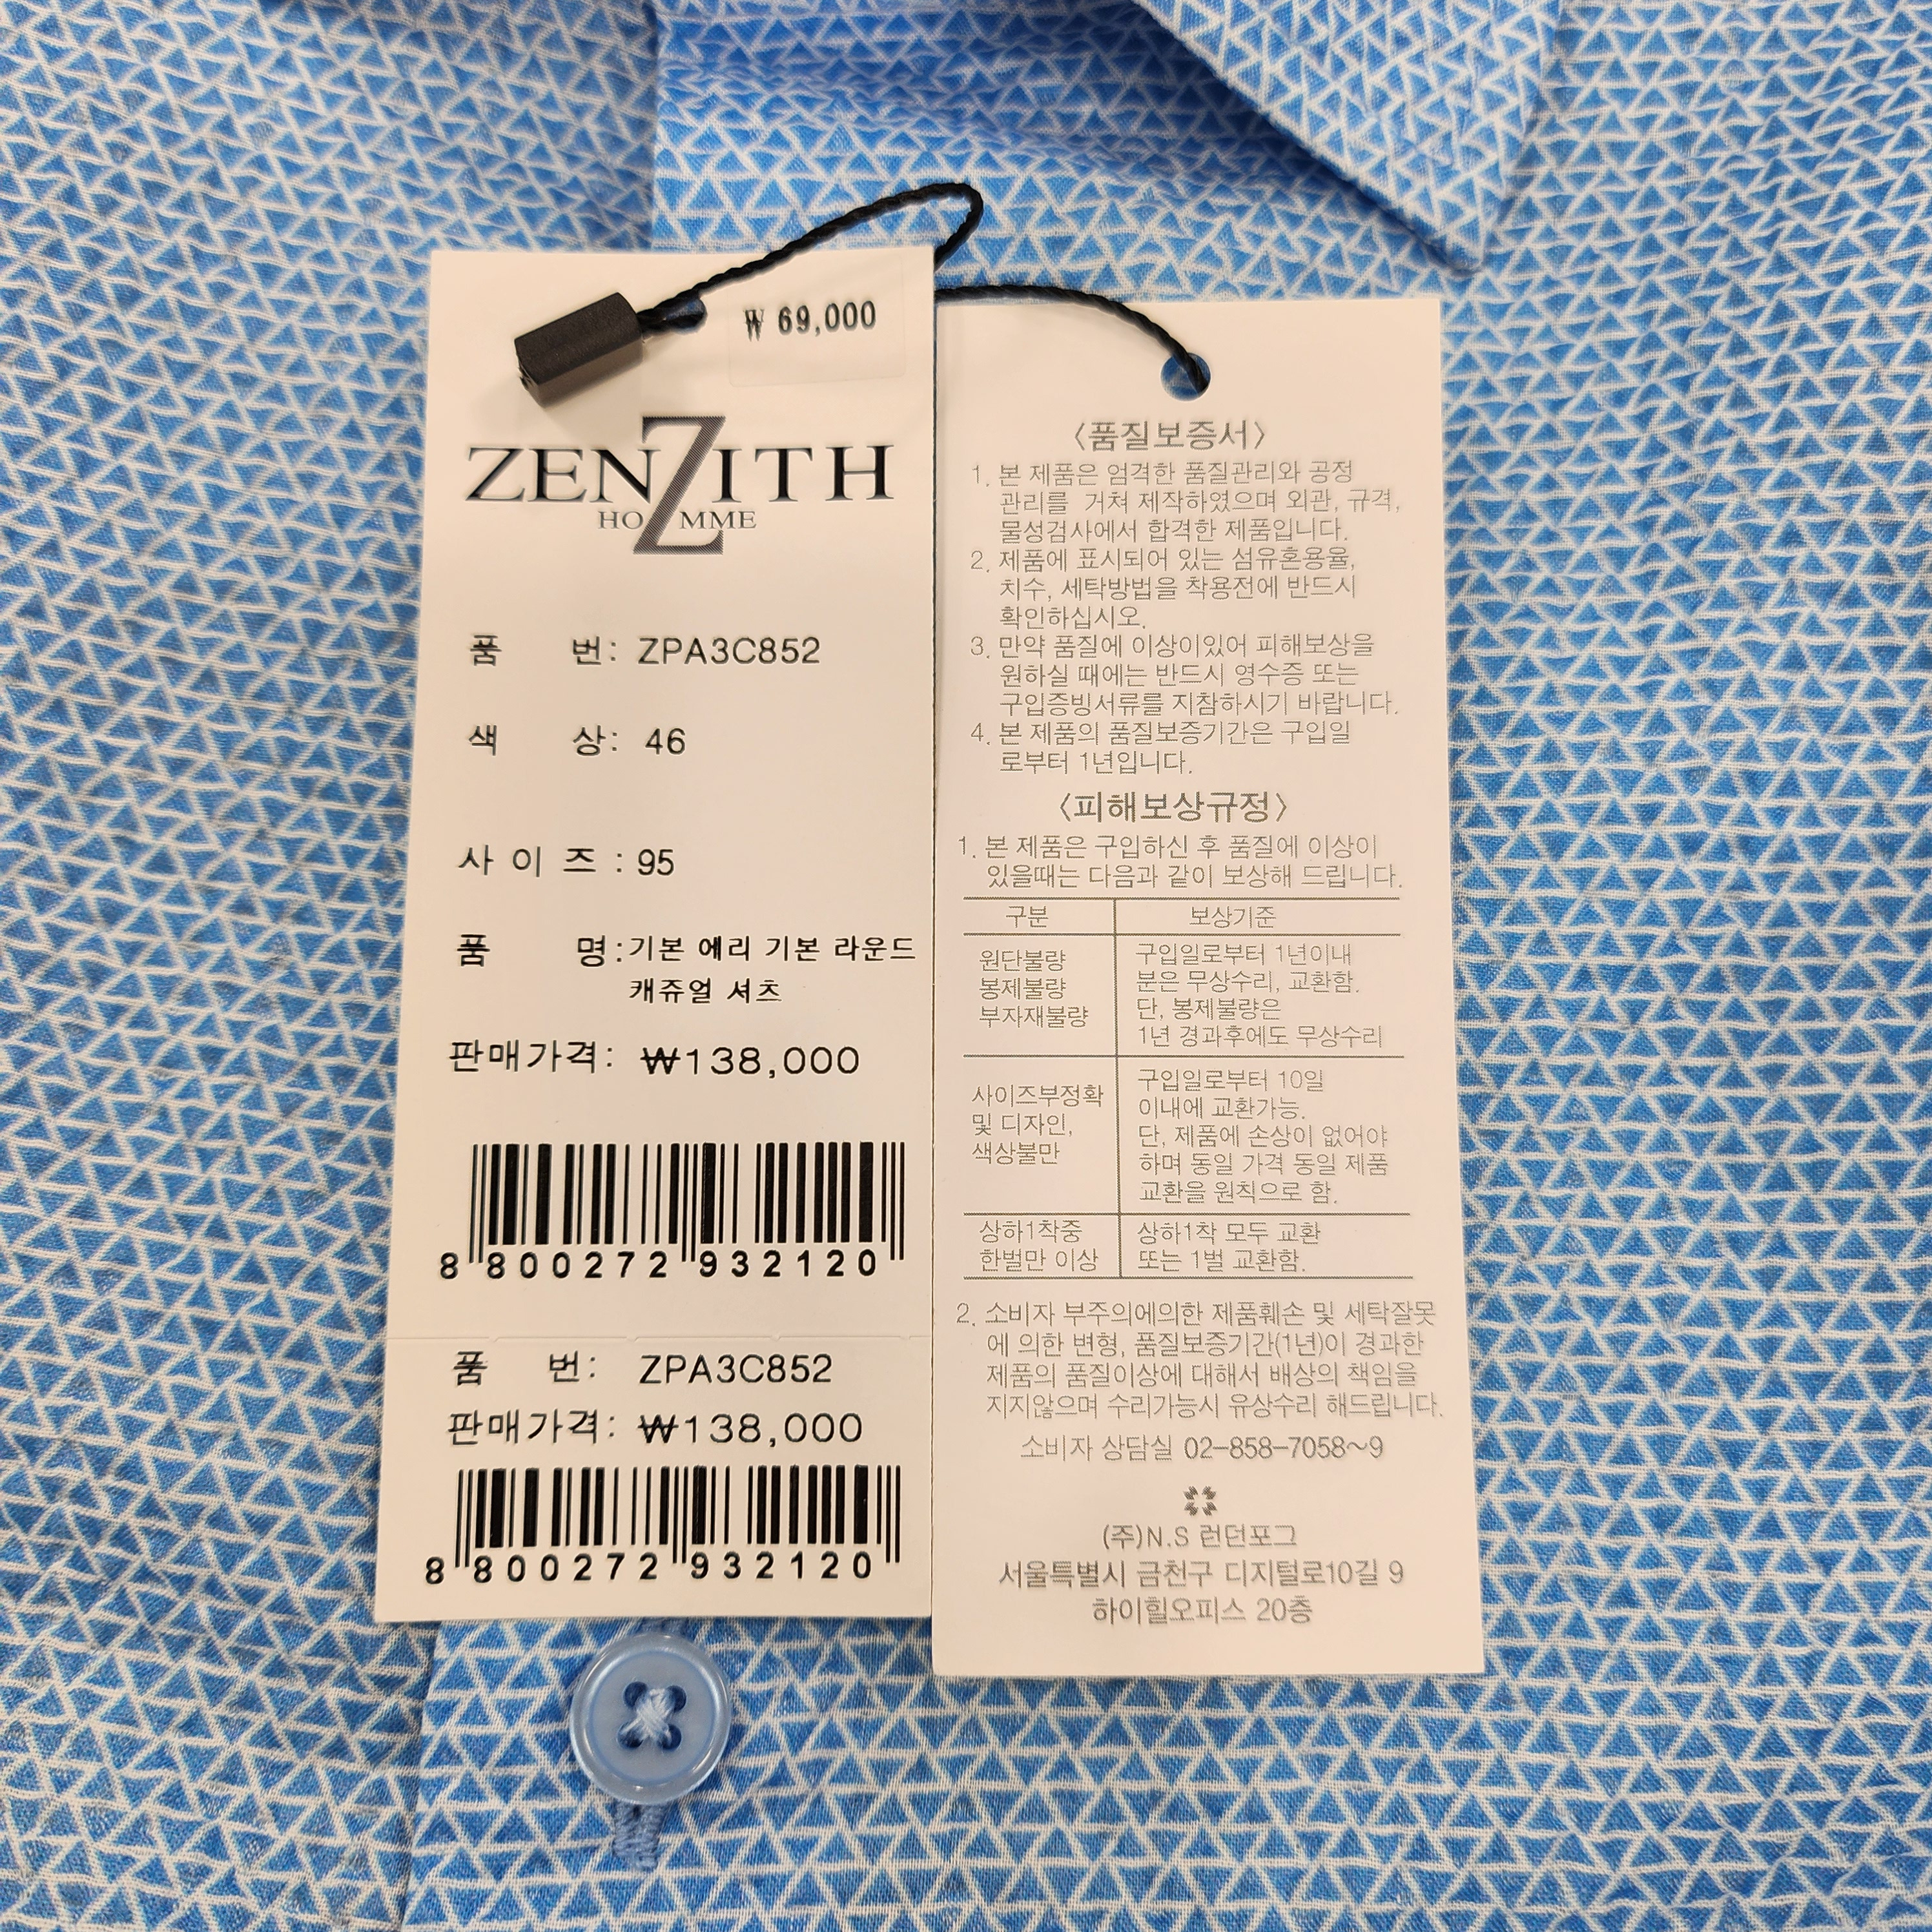 ₩ 69,000
ZENZITH
HOMME
품 번: ZPA3C852
색 상: 46
사 이 즈 : 95
품 명:기본 에리 기본 라운드
캐쥬얼 셔츠
판매가격: ₩138,000
8 800272 932120
품 번: ZPA3C852
판매가격: ₩138,000
8 800272 932120
<품질보증서>
1. 본 제품은 엄격한 품질관리와 공정
관리를 거쳐 제작하였으며 외관, 규격,
물성검사에서 합격한 제품입니다.
2. 제품에 표시되어 있는 섬유혼용율,
치수, 세탁방법을 착용전에 반드시
확인하십시오.
3. 만약 품질에 이상이있어 피해보상을
원하실 때에는 반드시 영수증 또는
구입증빙서류를 지참하시기 바랍니다.
4. 본 제품의 품질보증기간은 구입일
로부터 1년입니다.
<피해보상규정>
1. 본 제품은 구입하신 후 품질에 이상이
있을때는 다음과 같이 보상해 드립니다.
구분 보상기준
원단불량
봉제불량
부자재불량
구입일로부터 1년이내
분은 무상수리, 교환함.
단, 봉제불량은
1년 경과후에도 무상수리
사이즈부정확
및 디자인,
색상불만
구입일로부터 10일
이내에 교환가능.
단, 제품에 손상이 없어야
하며 동일 가격 동일 제품
교환을 원칙으로 함.
상하1착중
한벌만 이상
상하1착 모두 교환
또는 1벌 교환함.
2. 소비자 부주의에의한 제품훼손 및 세탁잘못
에 의한 변형, 품질보증기간(1년)이 경과한
제품의 품질이상에 대해서 배상의 책임을
지지않으며 수리가능시 유상수리 해드립니다.
소비자 상담실 02-858-7058~9
(주)N.S 런던포그
서울특별시 금천구 디지털로10길 9
하이힐오피스 20층